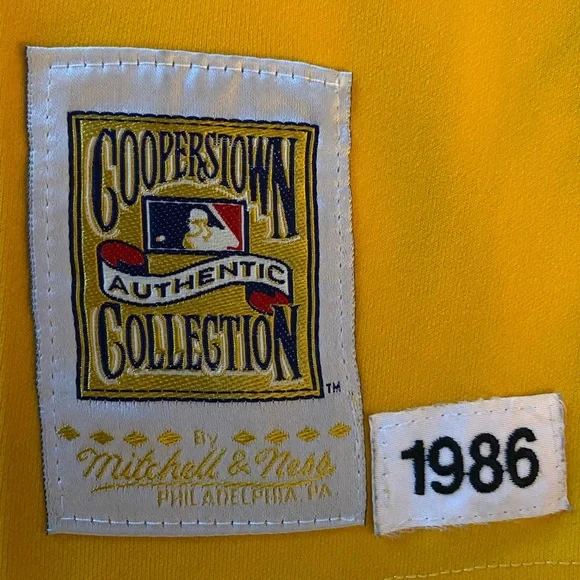 COOPERSTOWN
AUTHENTIC
COLLECTION
TM
By
Mitchell & Ness
PHILADELPHIA, PA
1986